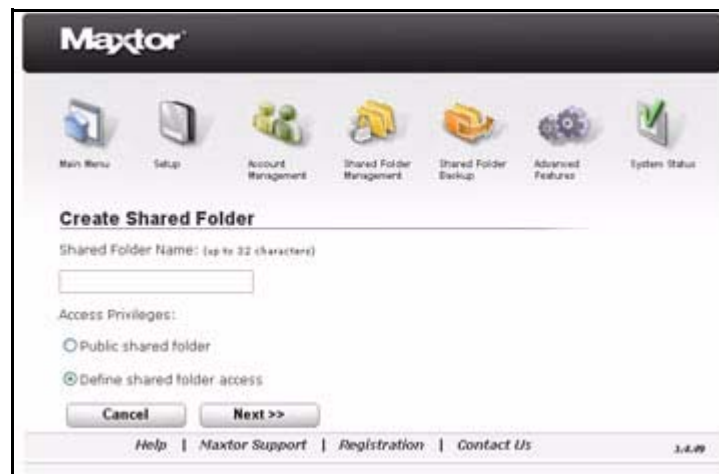 Maxtor
Main Menu
Setup
Account Management
Shared Folder Management
Shared Folder Backup
Advanced Features
System Status
Create Shared Folder
Shared Folder Name: (up to 32 characters)
Access Privileges:
Public shared folder
Define shared folder access
Cancel Next >>
Help | Maxtor Support | Registration | Contact Us